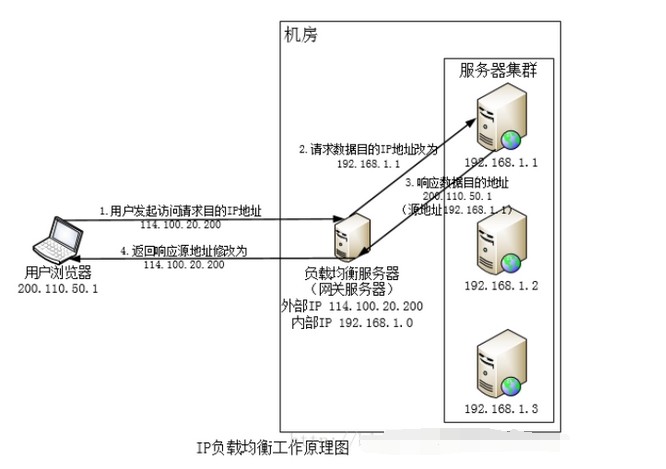 机房
服务器集群
192.168.1.1
2.请求数据目的IP地址改为
192.168.1.1
3.响应数据目的地址
200.110.50.1
（源地址192.168.1.1）
1.用户发起访问请求目的IP地址
114.100.20.200
4.返回响应源地址修改为
114.100.20.200
用户浏览器
200.110.50.1
负载均衡服务器
（网关服务器）
外部IP 114.100.20.200
内部IP 192.168.1.0
192.168.1.2
192.168.1.3
IP负载均衡工作原理图